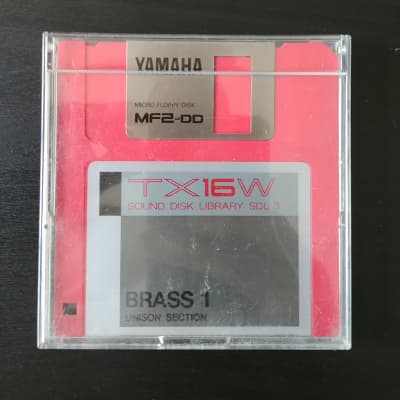 YAMAHA
MICRO FLOPPY DISK
MF2-DD
TX16W
SOUND DISK LIBRARY SDL 3
BRASS 1
UNISON SECTION